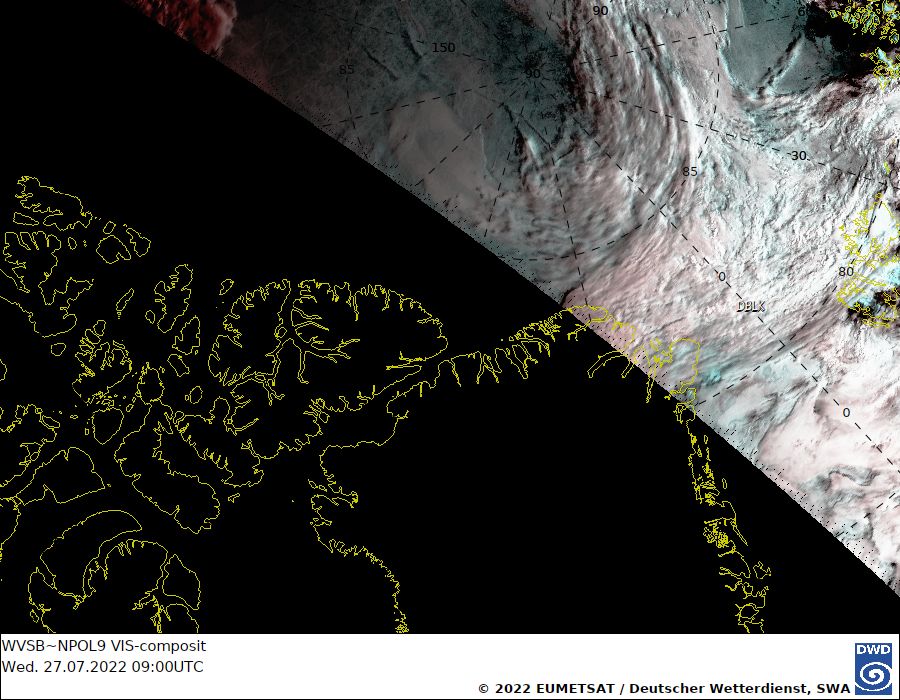 90
150
85
90
85
30
0
DBLK
80
0
WVSB~NPOL9 VIS-composit
Wed. 27.07.2022 09:00UTC
DWD
© 2022 EUMETSAT / Deutscher Wetterdienst, SWA